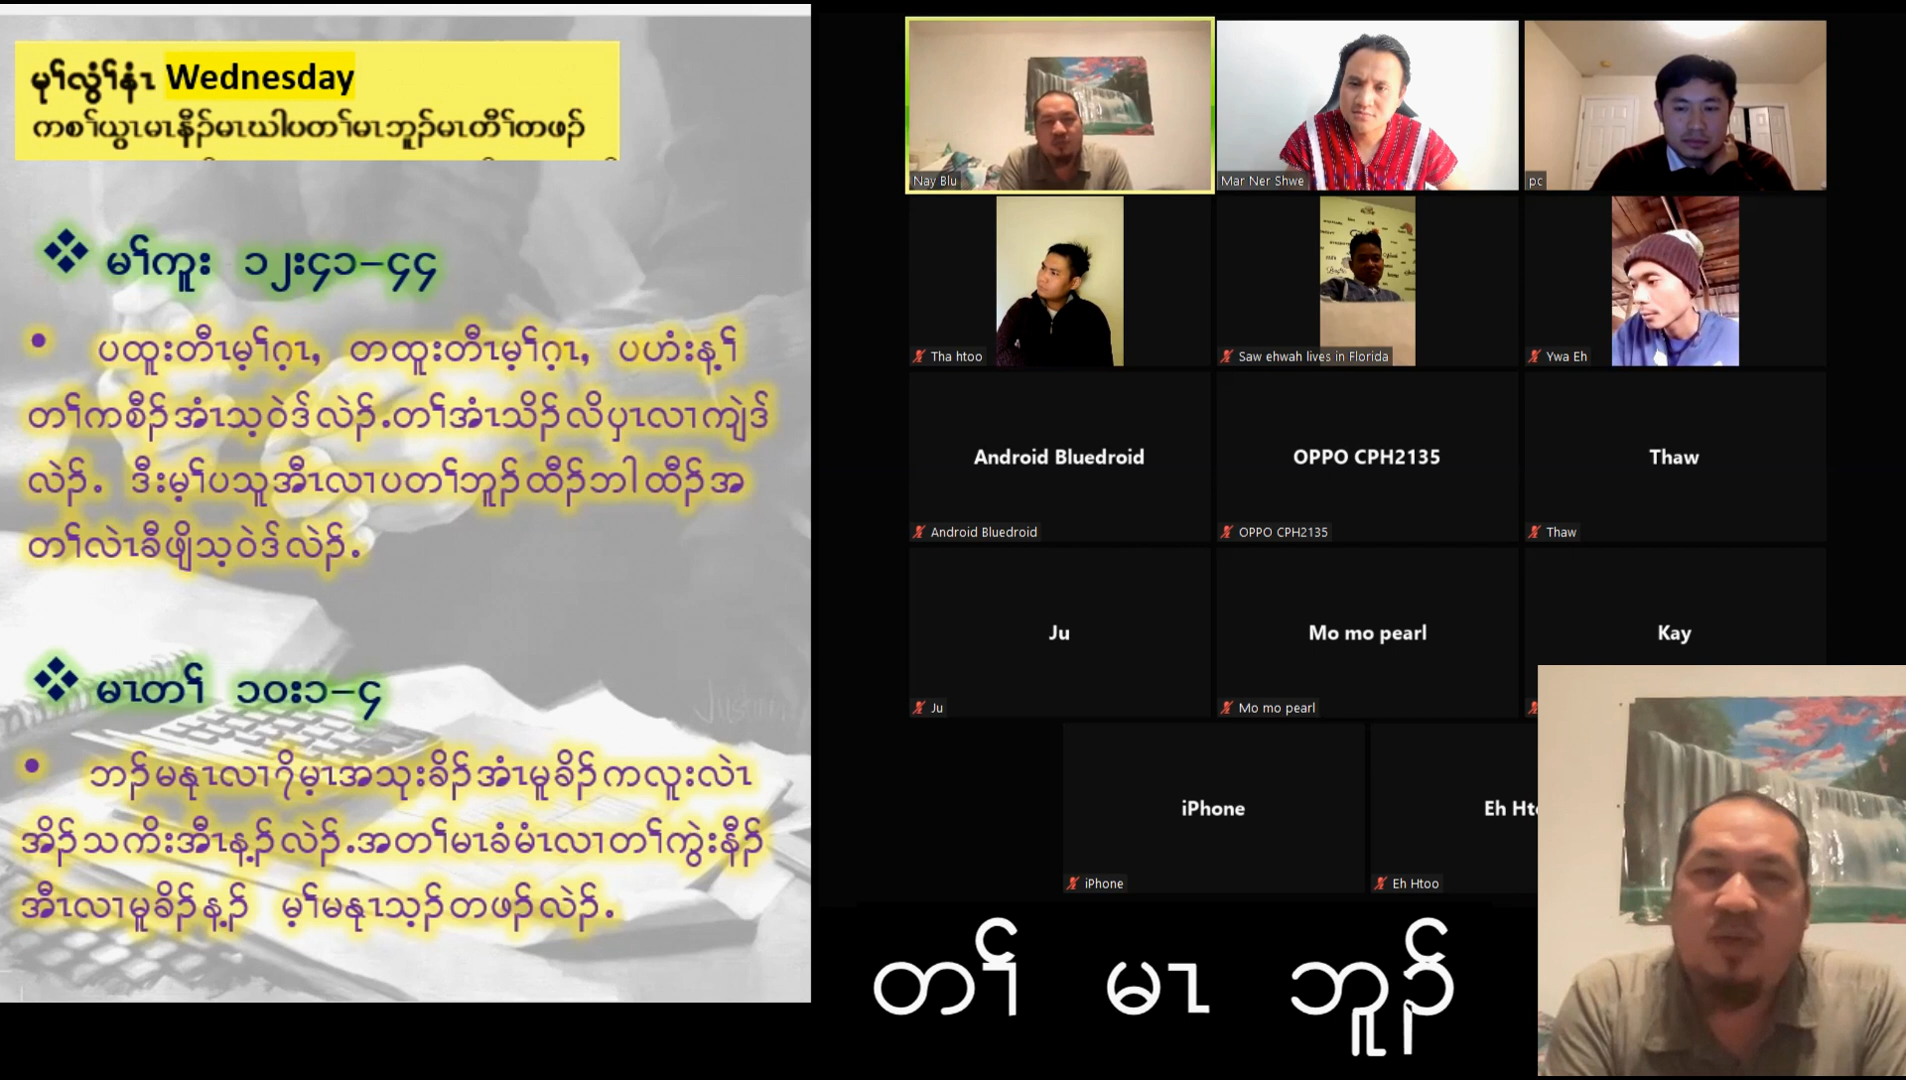 မုၢ်လွံၢ်နံၤ Wednesday
ကစၢ်ယွၤမၤနီၣ်မၤဃါပတၢ်မၤဘူၣ်မၤတီၢ်တဖၣ်
❖ မၢ်ကူး ၁၂း၄၁–၄၄
• ပထူးတီၤမ့ၢ်ဂ့ၤ, တထူးတီၤမ့ၢ်ဂ့ၤ, ပဟံးန့ၢ်
တၢ်ကစီၣ်အံၤသ့ဝဲဒ်လဲၣ်.တၢ်အံၤသိၣ်လိပှၤလၢကျဲဒ်
လဲၣ်. ဒီးမ့ၢ်ပသူအီၤလၢပတၢ်ဘူၣ်ထီၣ်ဘါထီၣ်အ
တၢ်လဲၤခီဖျိသ့ဝဲဒ်လဲၣ်.
❖ မၤတၢ် ၁၀း၁–၄
• ဘၣ်မနုၤလၢႁိမ့ၤအသုးခိၣ်အံၤမူခိၣ်ကလူးလဲၤ
အိၣ်သကိးအီၤန့ၣ်လဲၣ်.အတၢ်မၤခံမံၤလၢတၢ်ကွဲးနီၣ်
အီၤလၢမူခိၣ်န့ၣ် မ့ၢ်မနုၤသ့ၣ်တဖၣ်လဲၣ်.
Nay Blu
Mar Ner Shwe
pc
Tha htoo
Saw ehwah lives in Florida
Ywa Eh
Android Bluedroid
OPPO CPH2135
Thaw
Android Bluedroid
OPPO CPH2135
Thaw
Ju
Mo mo pearl
Kay
Ju
Mo mo pearl
iPhone
Eh Hto
iPhone
Eh Htoo
တၢ် မၤ ဘူၣ်